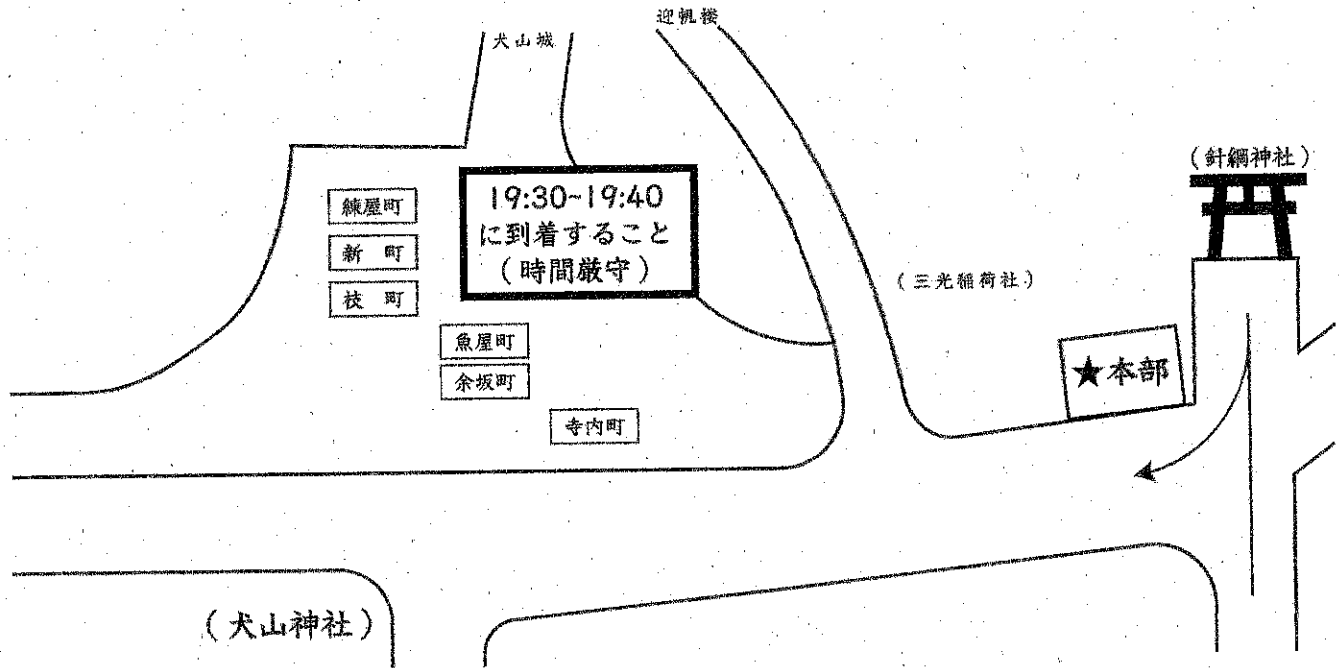 迎帆楼
犬山城
(針綱神社)
練屋町
新 町
枝 町
19:30~19:40
に到着すること
(時間厳守)
(三光稲荷社)
魚屋町
余坂町
★本部
寺内町
(犬山神社)